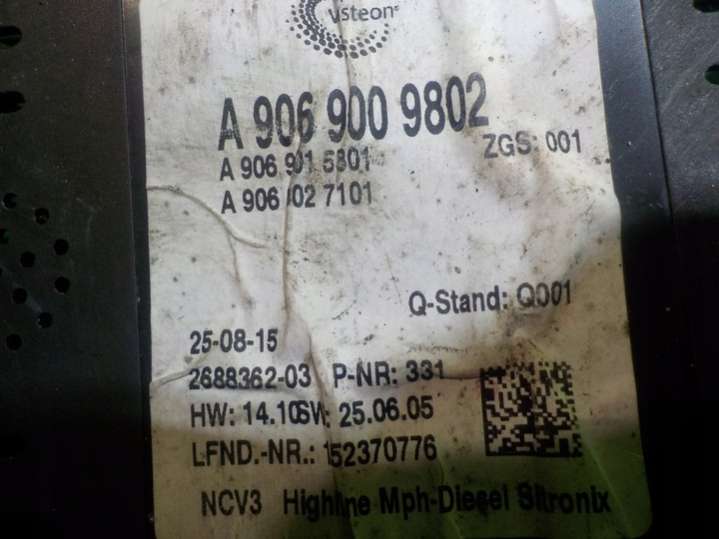 Visteon®
A 906 900 9802
ZGS: 001
A 906 901 5801
A 906 902 7101
Q-Stand: Q001
25-08-15
2688362-03 P-NR: 331
HW: 14.10 SW: 25.06.05
LFND.-NR.: 152370776
NCV3 Highline Mph-Diesel Sitronix